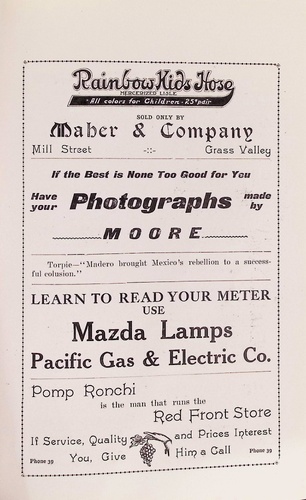 Rainbow Kids Hose
MERCERIZED LISLE
All colors for Children - 25¢ pair
SOLD ONLY BY
Maher & Company
Mill Street -::- Grass Valley
If the Best is None Too Good for You
Have your Photographs made by
MOORE
Torpie—"Madero brought Mexico's rebellion to a success-
ful colusion."
LEARN TO READ YOUR METER
USE
Mazda Lamps
Pacific Gas & Electric Co.
Pomp Ronchi
is the man that runs the
Red Front Store
If Service, Quality and Prices Interest
Phone 39 You, Give Him a Call Phone 39